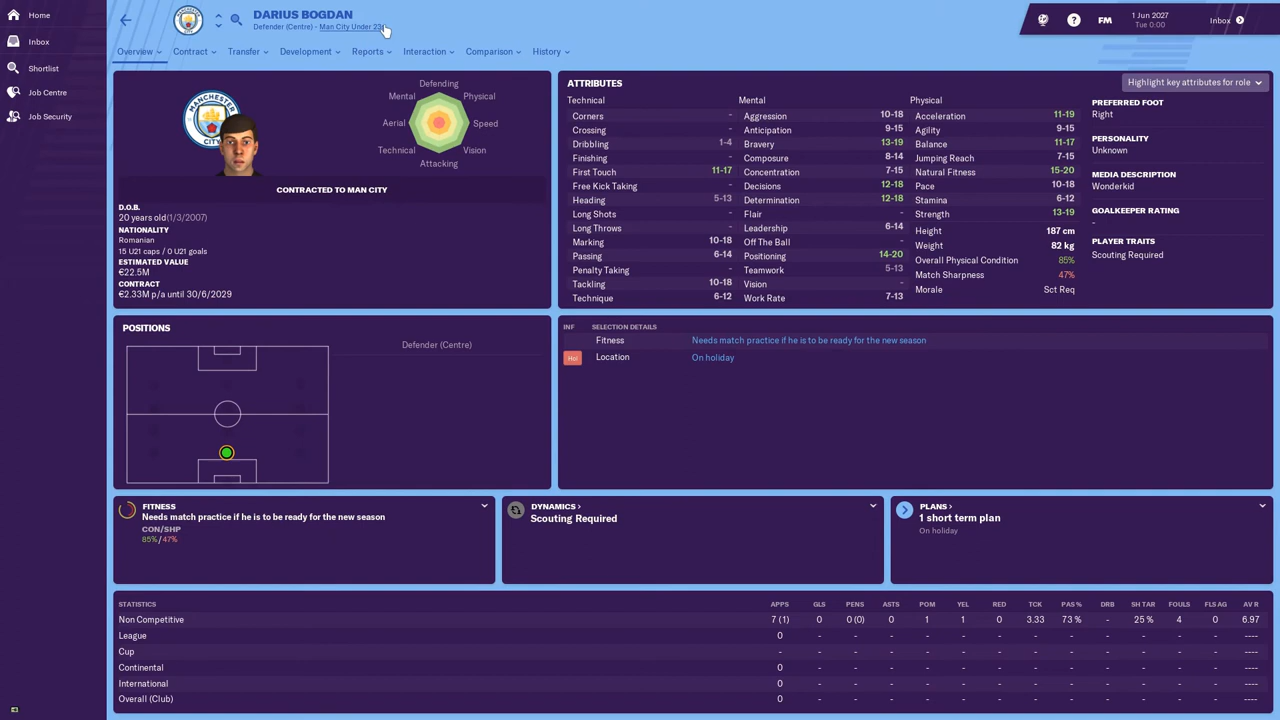 Home
Inbox
Shortlist
Job Centre
Job Security
DARIUS BOGDAN
Defender (Centre) - Man City Under 23
FM
1 Jun 2027
Tue 0:00
Inbox
Overview
Contract
Transfer
Development
Reports
Interaction
Comparison
History
MANCHESTER
CITY
Defending
Mental
Physical
Aerial
Speed
Technical
Vision
Attacking
CONTRACTED TO MAN CITY
D.O.B.
20 years old (1/3/2007)
NATIONALITY
Romanian
15 U21 caps / 0 U21 goals
ESTIMATED VALUE
€22.5M
CONTRACT
€2.33M p/a until 30/6/2029
ATTRIBUTES
Highlight key attributes for role
Technical
Corners -
Crossing -
Dribbling 1-4
Finishing -
First Touch 11-17
Free Kick Taking -
Heading 5-13
Long Shots -
Long Throws -
Marking 10-18
Passing 6-14
Penalty Taking -
Tackling 10-18
Technique 6-12
Mental
Aggression 10-18
Anticipation 9-15
Bravery 13-19
Composure 8-14
Concentration 7-15
Decisions 12-18
Determination 12-18
Flair -
Leadership 6-14
Off The Ball -
Positioning 14-20
Teamwork 5-13
Vision -
Work Rate 7-13
Physical
Acceleration 11-19
Agility 9-15
Balance 11-17
Jumping Reach 7-15
Natural Fitness 15-20
Pace 10-18
Stamina 6-12
Strength 13-19
Height 187 cm
Weight 82 kg
Overall Physical Condition 85%
Match Sharpness 47%
Morale Sct Req
PREFERRED FOOT
Right
PERSONALITY
Unknown
MEDIA DESCRIPTION
Wonderkid
GOALKEEPER RATING
-
PLAYER TRAITS
Scouting Required
POSITIONS
Defender (Centre)
INF SELECTION DETAILS
Fitness Needs match practice if he is to be ready for the new season
Hol Location On holiday
FITNESS
Needs match practice if he is to be ready for the new season
CON/SHP
85%/47%
DYNAMICS >
Scouting Required
PLANS >
1 short term plan
On holiday
STATISTICS APPS GLS PENS ASTS POM YEL RED TCK PAS % DRB SH TAR FOULS FLS AG AV R
Non Competitive 7 (1) 0 0 (0) 0 1 1 0 3.33 73 % - 25 % 4 0 6.97
League 0 - - - - - - - - - - - - ----
Cup - - - - - - - - - - - - - ----
Continental 0 - - - - - - - - - - - - ----
International 0 - - - - - - - - - - - - ----
Overall (Club) 0 - - - - - - - - - - - - ----